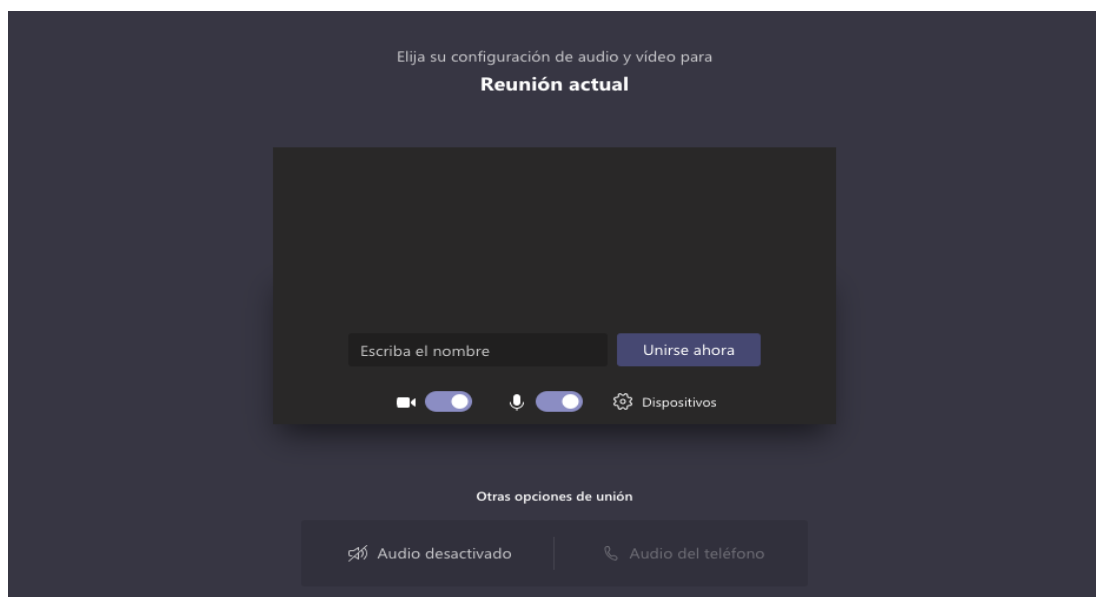 Elija su configuración de audio y vídeo para
Reunión actual
Escriba el nombre
Unirse ahora
Dispositivos
Otras opciones de unión
Audio desactivado
Audio del teléfono